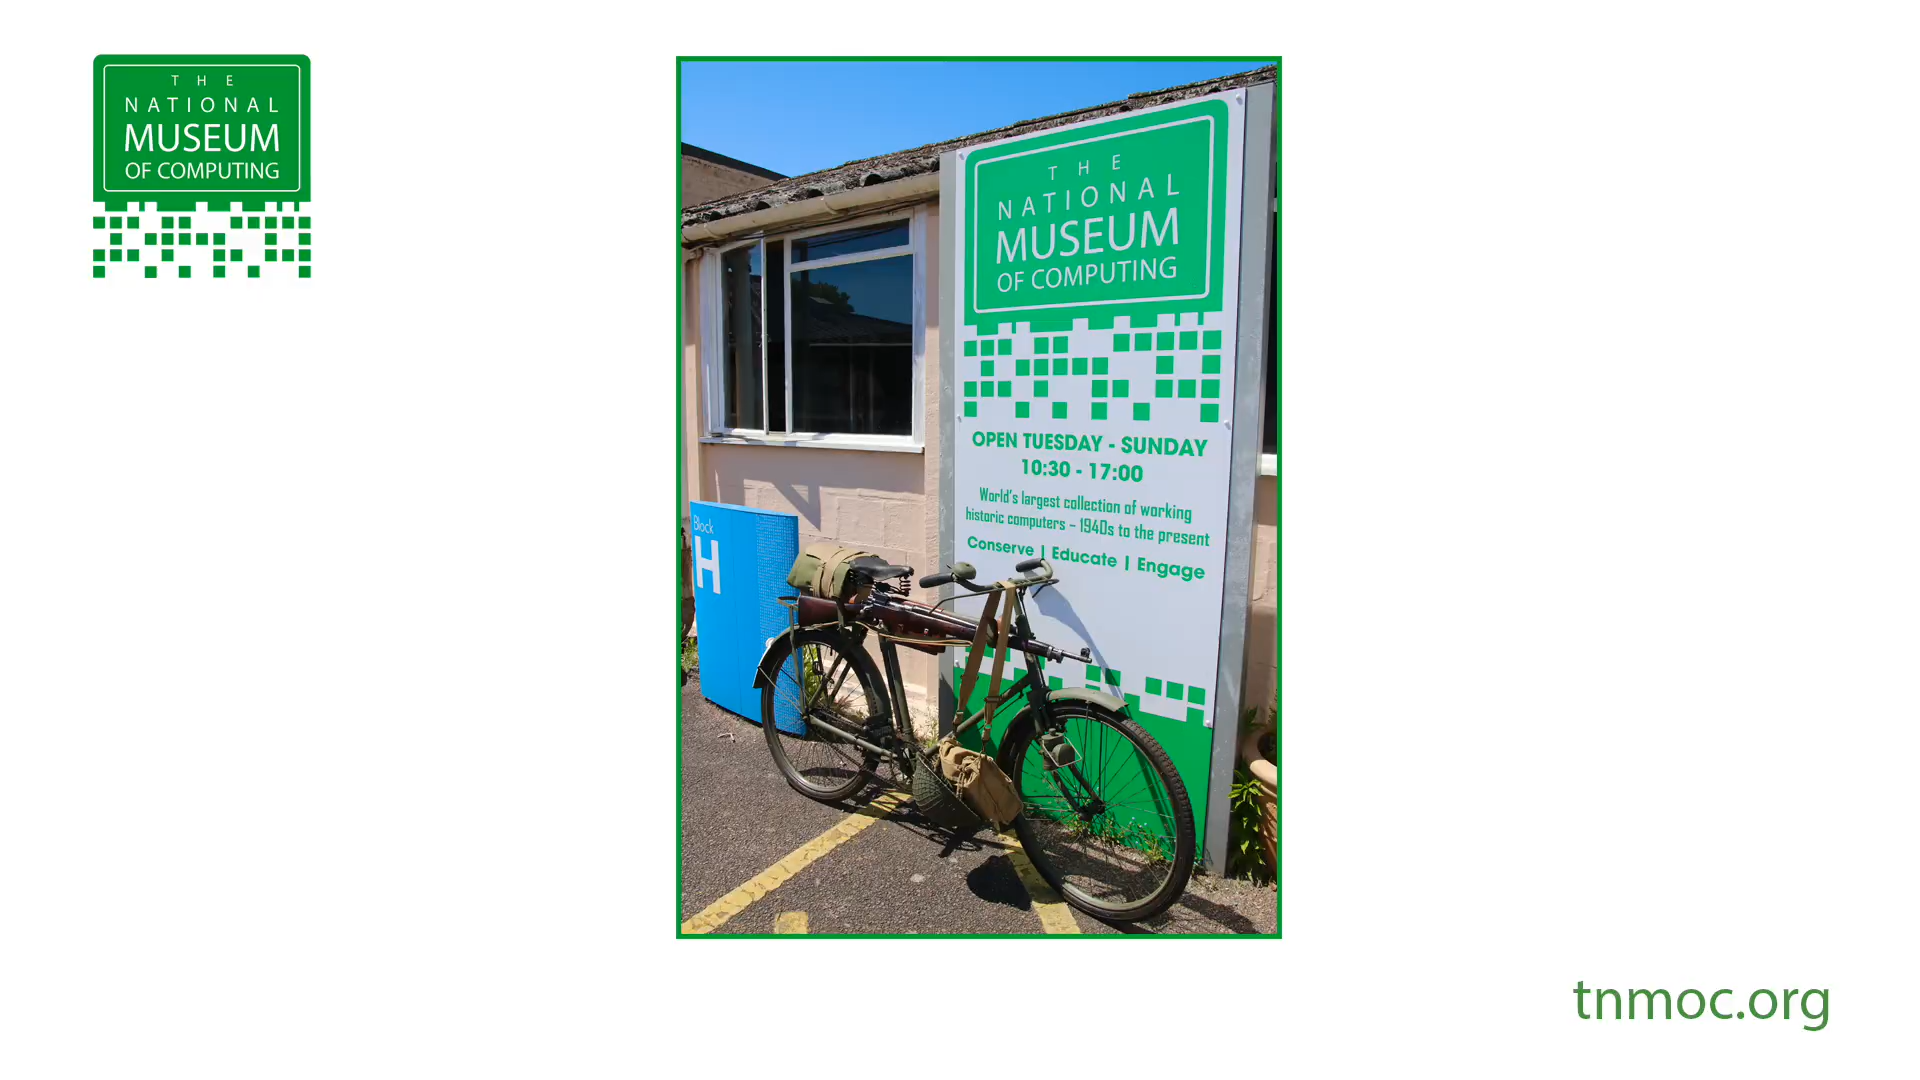 THE
NATIONAL
MUSEUM
OF COMPUTING
THE
NATIONAL
MUSEUM
OF COMPUTING
OPEN TUESDAY - SUNDAY
10:30 - 17:00
World's largest collection of working
historic computers – 1940s to the present
Conserve | Educate | Engage
Block
H
tnmoc.org